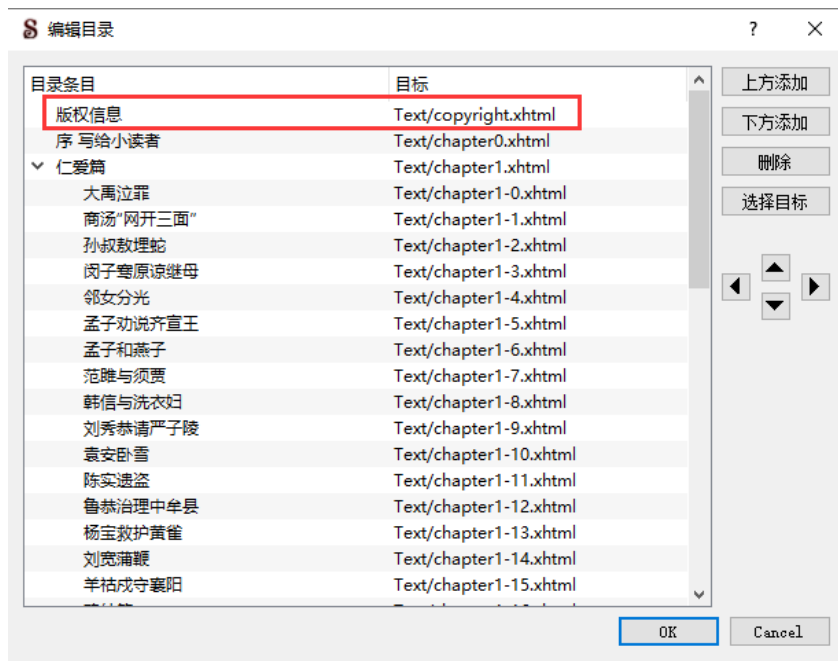 编辑目录
目录条目 目标 上方添加
版权信息 Text/copyright.xhtml
下方添加
序 写给小读者 Text/chapter0.xhtml
仁爱篇 Text/chapter1.xhtml 删除
大禹泣罪 Text/chapter1-0.xhtml
选择目标
商汤“网开三面” Text/chapter1-1.xhtml
孙叔敖埋蛇 Text/chapter1-2.xhtml
闵子骞原谅继母 Text/chapter1-3.xhtml
邻女分光 Text/chapter1-4.xhtml
孟子劝说齐宣王 Text/chapter1-5.xhtml
孟子和燕子 Text/chapter1-6.xhtml
范雎与须贾 Text/chapter1-7.xhtml
韩信与洗衣妇 Text/chapter1-8.xhtml
刘秀恭请严子陵 Text/chapter1-9.xhtml
袁安卧雪 Text/chapter1-10.xhtml
陈实遗盗 Text/chapter1-11.xhtml
鲁恭治理中牟县 Text/chapter1-12.xhtml
杨宝救护黄雀 Text/chapter1-13.xhtml
刘宽蒲鞭 Text/chapter1-14.xhtml
羊祜戍守襄阳 Text/chapter1-15.xhtml
OK Cancel